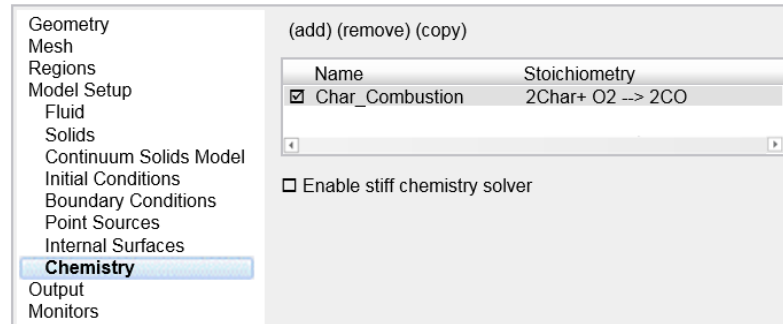 Geometry
Mesh
Regions
Model Setup
Fluid
Solids
Continuum Solids Model
Initial Conditions
Boundary Conditions
Point Sources
Internal Surfaces
Chemistry
Output
Monitors
(add) (remove) (copy)
Name Stoichiometry
Char_Combustion 2Char+ O2 --> 2CO
Enable stiff chemistry solver